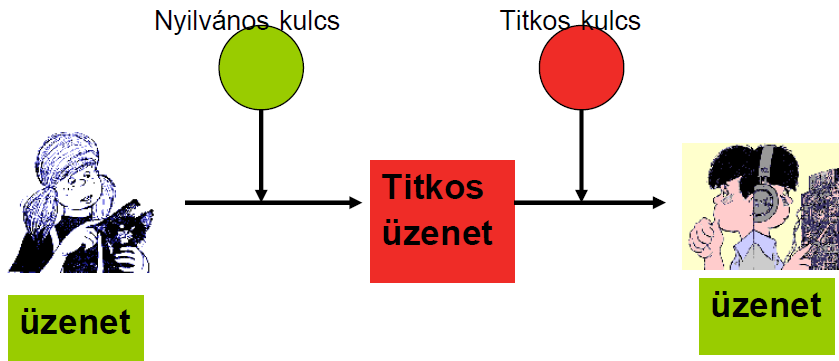 Nyilvános kulcs
Titkos kulcs
Titkos
üzenet
üzenet
üzenet